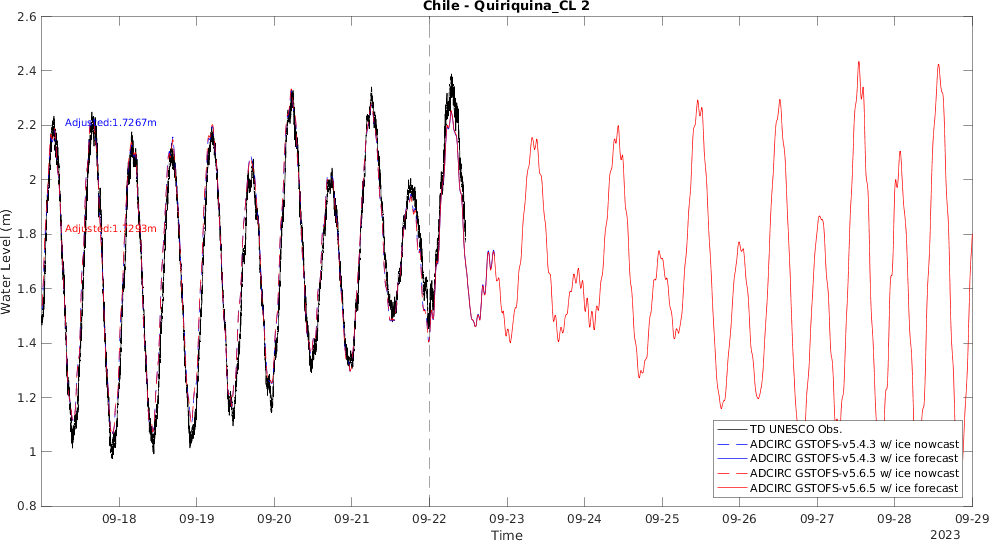 Chile - Quiriquina_CL 2
2.6
2.4
2.2
2
1.8
1.6
1.4
1.2
1
0.8
Water Level (m)
Adjusted:1.7267m
Adjusted:1.7293m
TD UNESCO Obs.
ADCIRC GSTOFS-v5.4.3 w/ ice nowcast
ADCIRC GSTOFS-v5.4.3 w/ ice forecast
ADCIRC GSTOFS-v5.6.5 w/ ice nowcast
ADCIRC GSTOFS-v5.6.5 w/ ice forecast
09-18 09-19 09-20 09-21 09-22 09-23 09-24 09-25 09-26 09-27 09-28 09-29
Time
2023